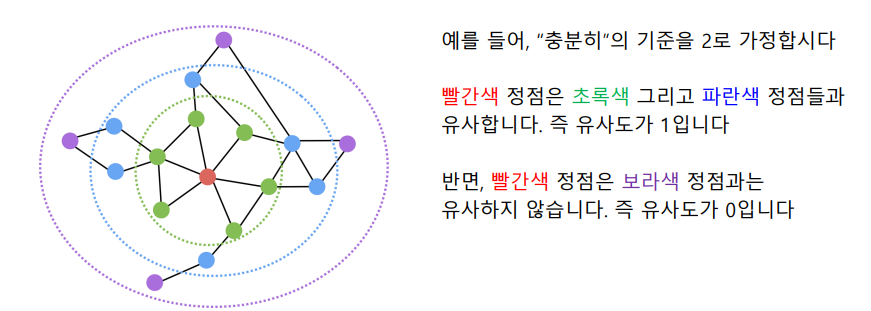 예를 들어, “충분히”의 기준을 2로 가정합시다
빨간색 정점은 초록색 그리고 파란색 정점들과
유사합니다. 즉 유사도가 1입니다
반면, 빨간색 정점은 보라색 정점과는
유사하지 않습니다. 즉 유사도가 0입니다